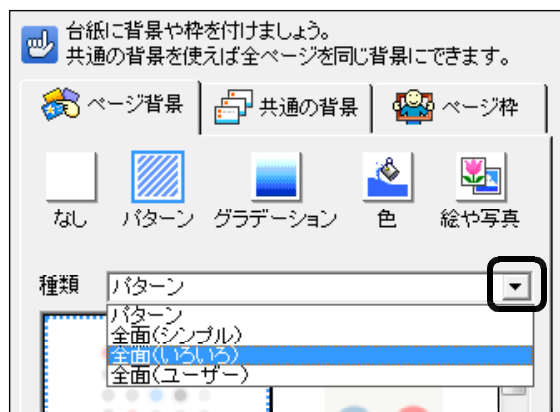 台紙に背景や枠を付けましょう。
共通の背景を使えば全ページを同じ背景にできます。
ページ背景 共通の背景 ページ枠
なし パターン グラデーション 色 絵や写真
種類 パターン
パターン
全面(シンプル)
全面(いろいろ)
全面(ユーザー)